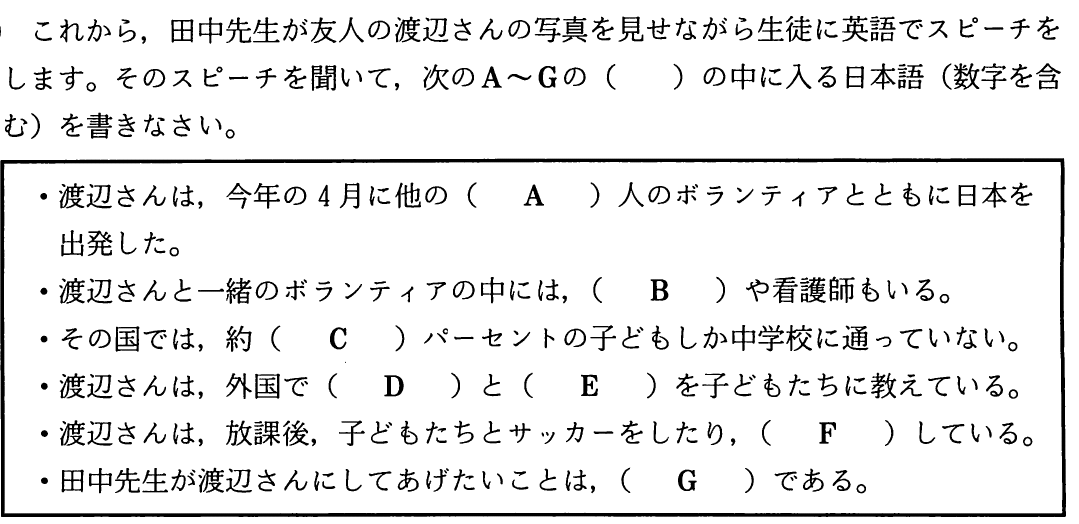 ）　これから，田中先生が友人の渡辺さんの写真を見せながら生徒に英語でスピーチを
します。そのスピーチを聞いて，次のA～Gの（　　）の中に入る日本語（数字を含
む）を書きなさい。
・渡辺さんは，今年の4月に他の（　A　）人のボランティアとともに日本を
出発した。
・渡辺さんと一緒のボランティアの中には，（　B　）や看護師もいる。
・その国では，約（　C　）パーセントの子どもしか中学校に通っていない。
・渡辺さんは，外国で（　D　）と（　E　）を子どもたちに教えている。
・渡辺さんは，放課後，子どもたちとサッカーをしたり，（　F　）している。
・田中先生が渡辺さんにしてあげたいことは，（　G　）である。